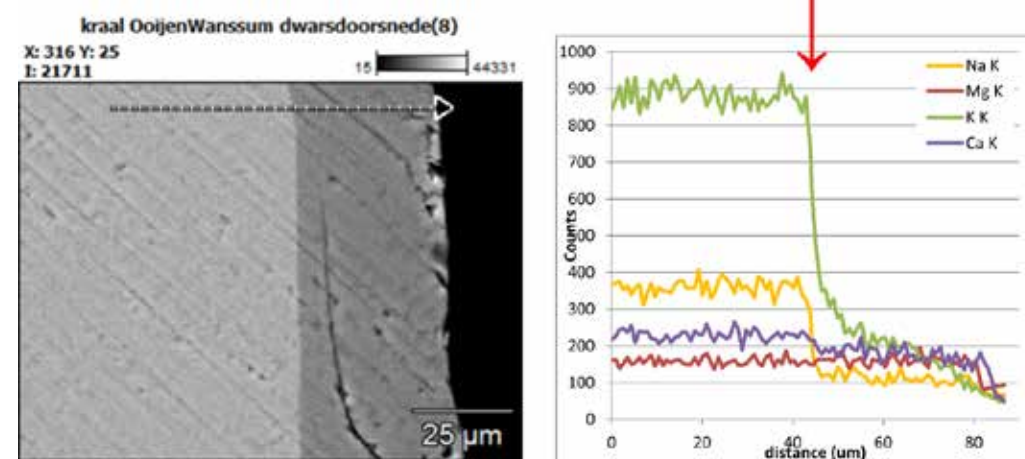 kraal OoijenWanssum dwarsdoorsnede(8)
X: 316 Y: 25
I: 21711
15 44331
25 µm
1000
900
800
700
600
500
400
300
200
100
0
Counts
0 20 40 60 80
distance (um)
Na K
Mg K
K K
Ca K